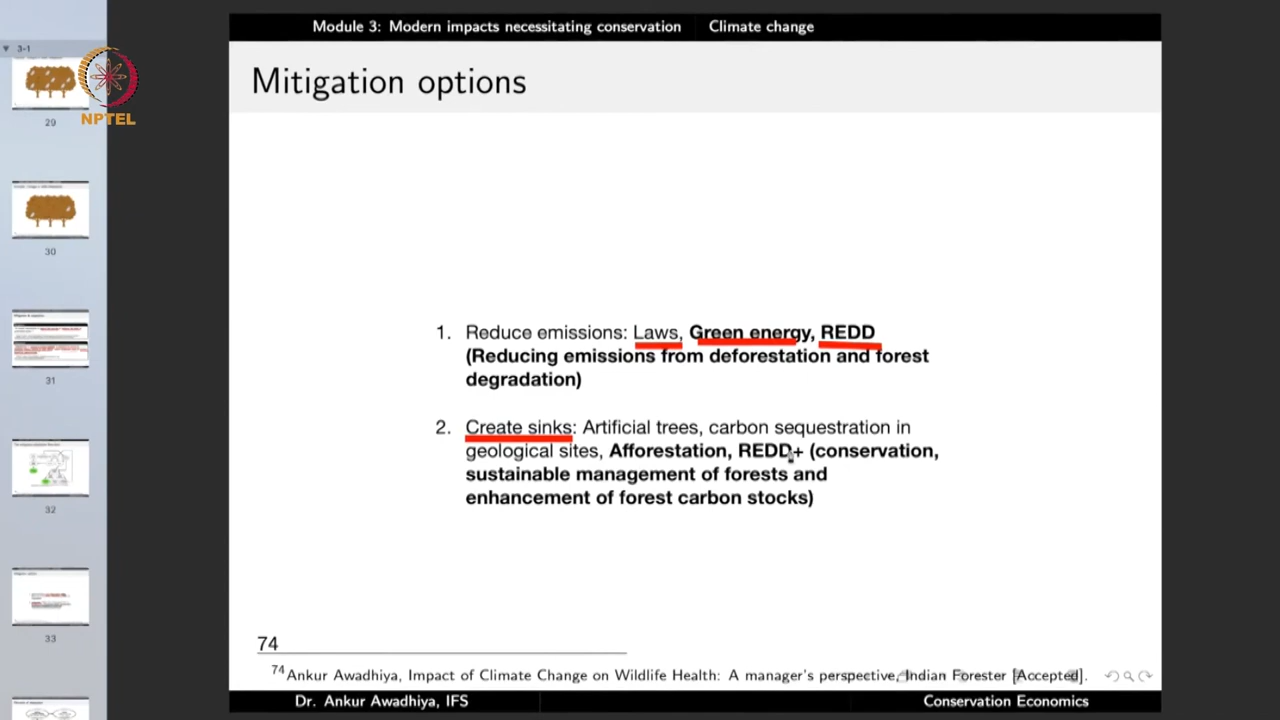 Module 3: Modern impacts necessitating conservation Climate change
Mitigation options
3-1
NPTEL
29
30
31
32
33
1. Reduce emissions: Laws, Green energy, REDD
(Reducing emissions from deforestation and forest
degradation)
2. Create sinks: Artificial trees, carbon sequestration in
geological sites, Afforestation, REDD+ (conservation,
sustainable management of forests and
enhancement of forest carbon stocks)
74
74 Ankur Awadhiya, Impact of Climate Change on Wildlife Health: A manager's perspective, Indian Forester [Accepted].
Dr. Ankur Awadhiya, IFS Conservation Economics